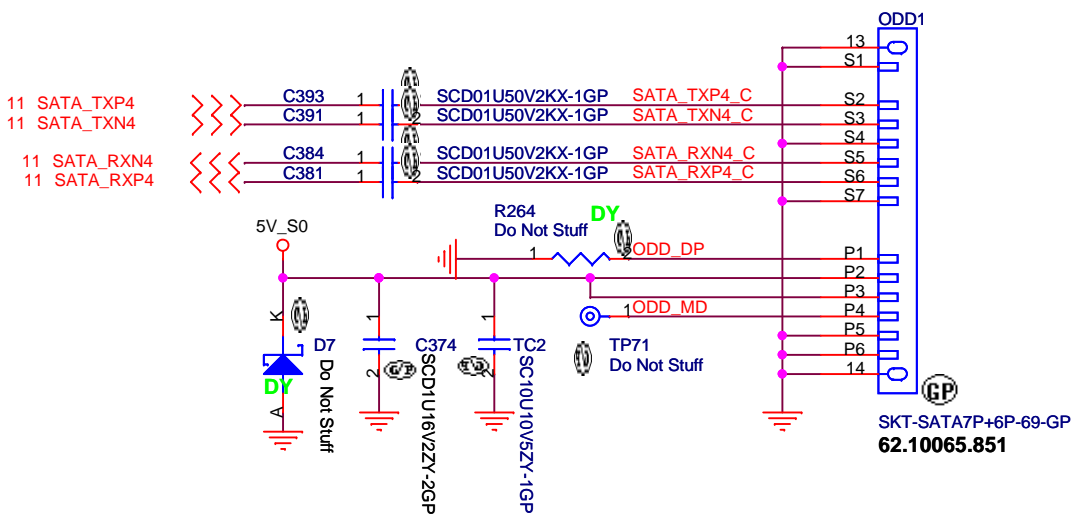 ODD1
13
S1
11 SATA_TXP4 C393 1 SCD01U50V2KX-1GP SATA_TXP4_C S2
11 SATA_TXN4 C391 2 SCD01U50V2KX-1GP SATA_TXN4_C S3
S4
11 SATA_RXN4 C384 1 SCD01U50V2KX-1GP SATA_RXN4_C S5
11 SATA_RXP4 C381 1 2 SCD01U50V2KX-1GP SATA_RXP4_C S6
S7
R264 DY
5V_S0 Do Not Stuff
1 2 ODD_DP P1
P2
P3
1 ODD_MD P4
K 1 1
P5
D7 C374 TC2 TP71
P6
Do Not Stuff
14
2 2
DY
A
GP
Do Not Stuff
SCD1U16V2ZY-2GP
SC10U10V5ZY-1GP
SKT-SATA7P+6P-69-GP
62.10065.851